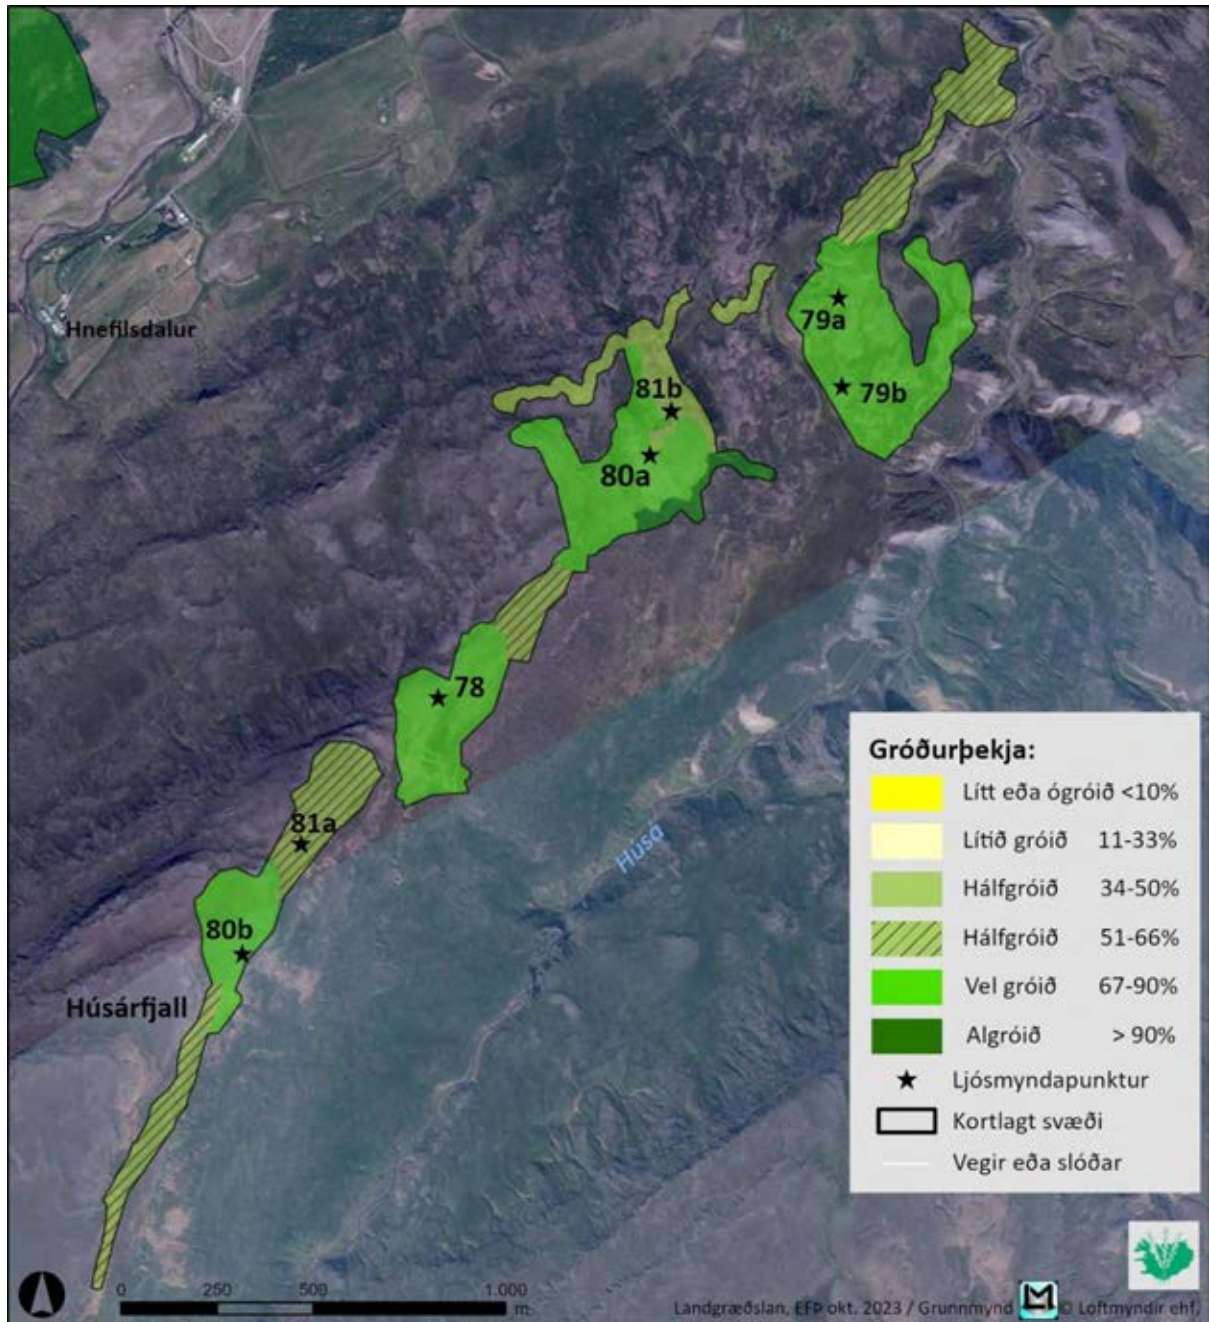 Hnefilsdalur
79a
79b
81b
80a
78
81a
80b
Húsá
Húsárfjall
Gróðurþekja:
Lítt eða ógróið <10%
Lítið gróið 11-33%
Hálfgróið 34-50%
Hálfgróið 51-66%
Vel gróið 67-90%
Algróið > 90%
Ljósmyndapunktur
Kortlagt svæði
Vegir eða slóðar
0 250 500 1.000
m
Landgræðslan, EFÞ okt. 2023 / Grunnmynd LM © Loftmyndir ehf.